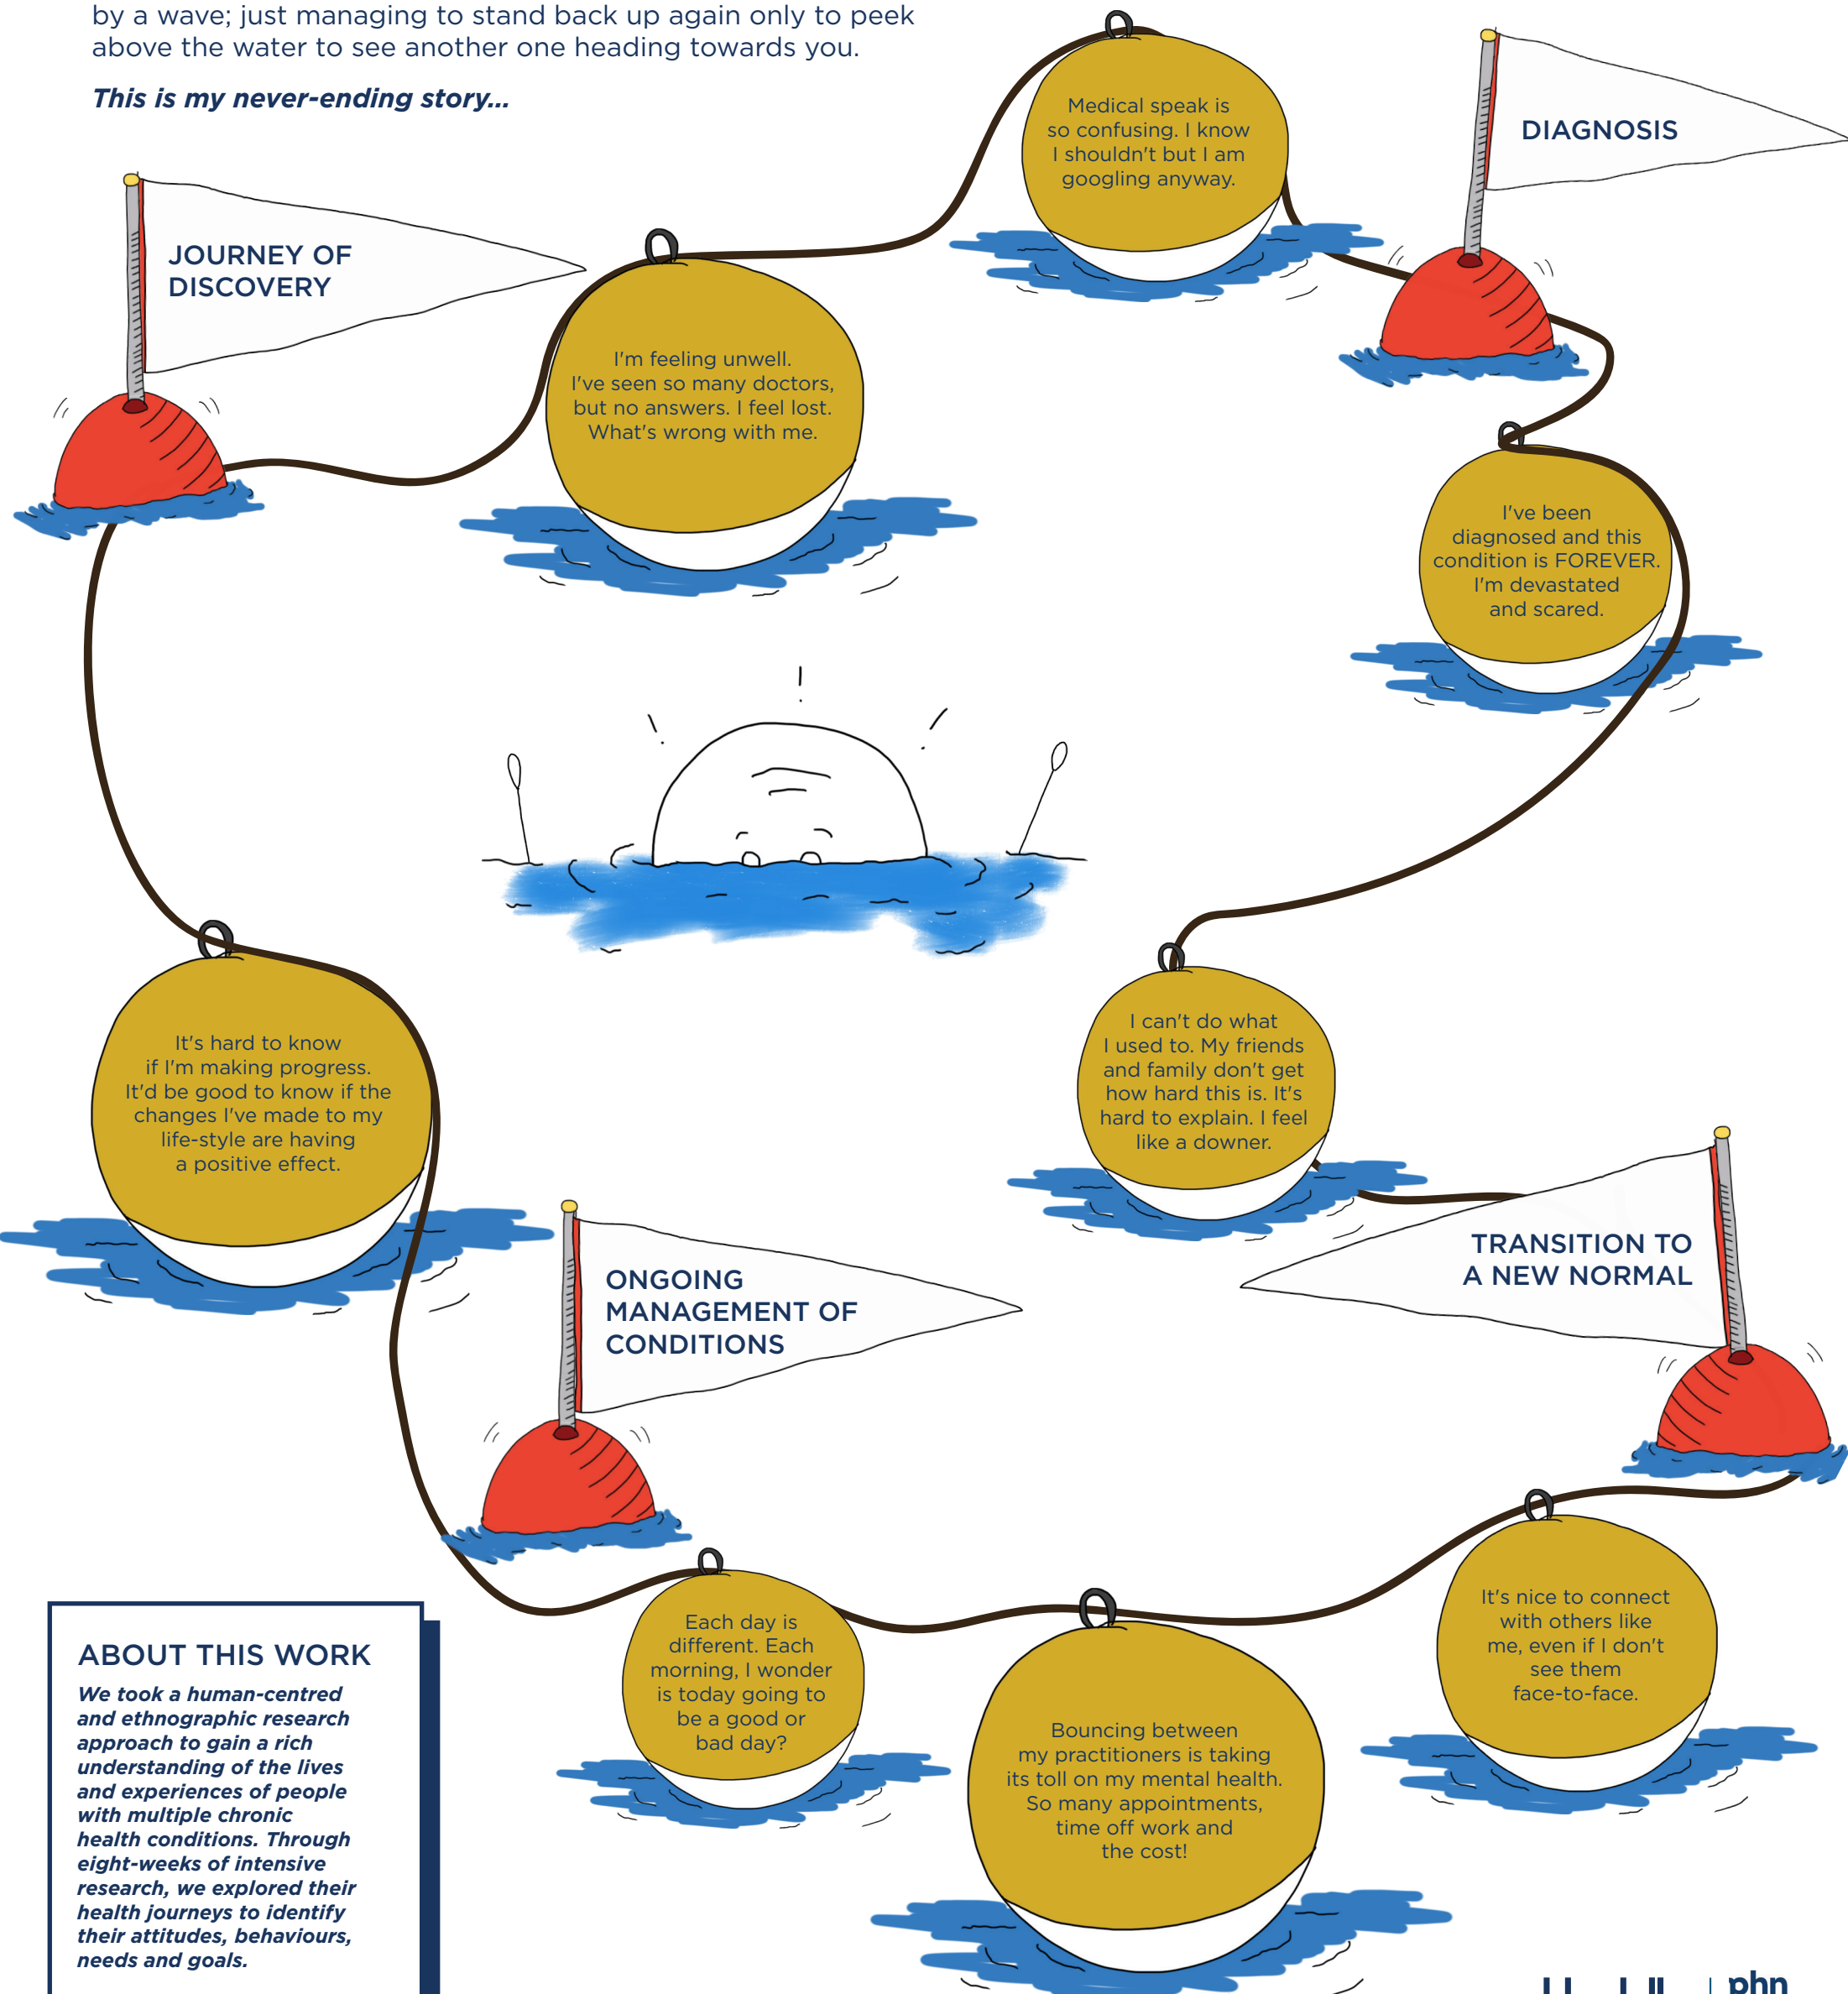 by a wave; just managing to stand back up again only to peek
above the water to see another one heading towards you.
This is my never-ending story...
JOURNEY OF
DISCOVERY
I'm feeling unwell.
I've seen so many doctors,
but no answers. I feel lost.
What's wrong with me.
Medical speak is
so confusing. I know
I shouldn't but I am
googling anyway.
DIAGNOSIS
I've been
diagnosed and this
condition is FOREVER.
I'm devastated
and scared.
I can't do what
I used to. My friends
and family don't get
how hard this is. It's
hard to explain. I feel
like a downer.
TRANSITION TO
A NEW NORMAL
It's nice to connect
with others like
me, even if I don't
see them
face-to-face.
Bouncing between
my practitioners is taking
its toll on my mental health.
So many appointments,
time off work and
the cost!
Each day is
different. Each
morning, I wonder
is today going to
be a good or
bad day?
ONGOING
MANAGEMENT OF
CONDITIONS
It's hard to know
if I'm making progress.
It'd be good to know if the
changes I've made to my
life-style are having
a positive effect.
ABOUT THIS WORK
We took a human-centred
and ethnographic research
approach to gain a rich
understanding of the lives
and experiences of people
with multiple chronic
health conditions. Through
eight-weeks of intensive
research, we explored their
health journeys to identify
their attitudes, behaviours,
needs and goals.
phn